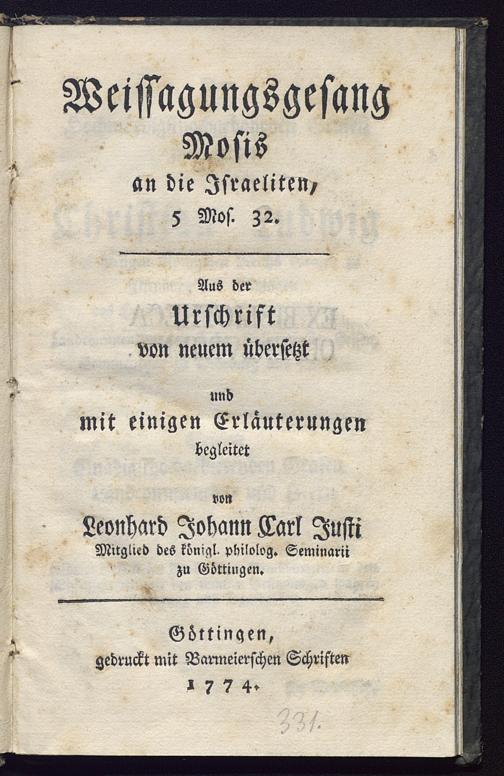 Weissagungsgesang
Mosis
an die Israeliten,
5 Mos. 32.
Aus der
Urschrift
von neuem übersetzt
und
mit einigen Erläuterungen
begleitet
von
Leonhard Johann Carl Justi
Mitglied des königl. philolog. Seminarii
zu Göttingen.
Göttingen,
gedruckt mit Barmeierschen Schriften
1774.
331.